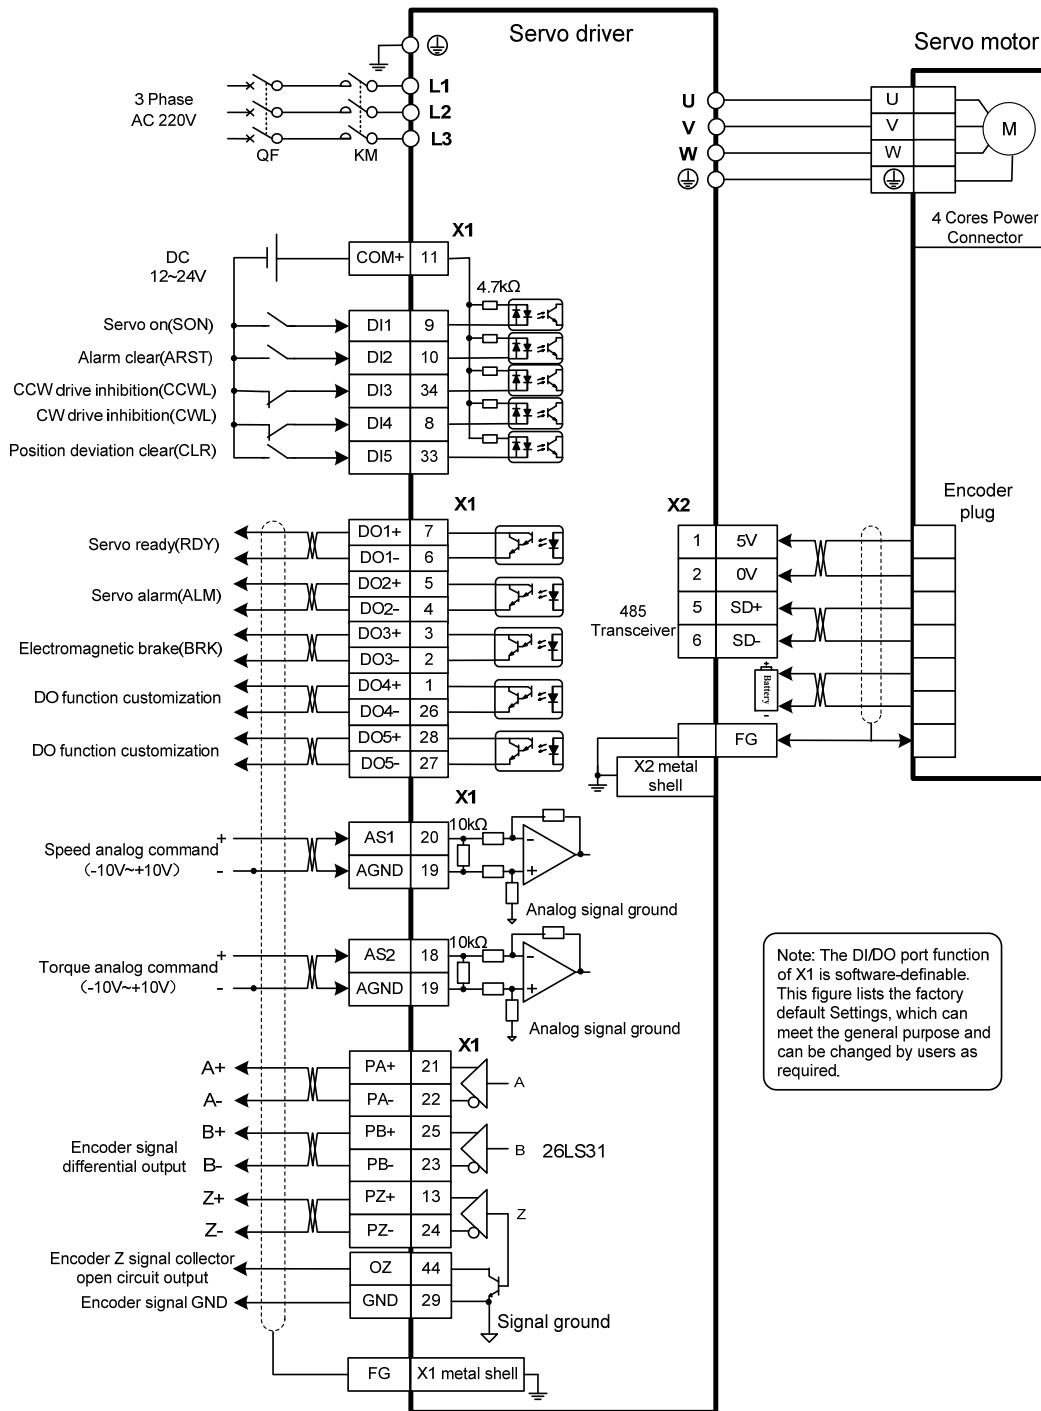 Servo driver
Servo motor
3 Phase
AC 220V
QF
KM
L1
L2
L3
U
V
W
U
V
W
M
4 Cores Power
Connector
X1
DC
12~24V
COM+ 11
4.7kΩ
Servo on(SON) DI1 9
Alarm clear(ARST) DI2 10
CCW drive inhibition(CCWL) DI3 34
CW drive inhibition(CWL) DI4 8
Position deviation clear(CLR) DI5 33
X1
Servo ready(RDY)
DO1+ 7
DO1- 6
Servo alarm(ALM)
DO2+ 5
DO2- 4
Electromagnetic brake(BRK)
DO3+ 3
DO3- 2
DO function customization
DO4+ 1
DO4- 26
DO function customization
DO5+ 28
DO5- 27
X2
Encoder
plug
1 5V
2 0V
5 SD+
6 SD-
485
Transceiver
+
Battery
-
FG
X2 metal
shell
X1
10kΩ
Speed analog command
(-10V~+10V)
+
-
AS1 20
AGND 19
-
+
Analog signal ground
10kΩ
Torque analog command
(-10V~+10V)
+
-
AS2 18
AGND 19
-
+
Analog signal ground
Note: The DI/DO port function
of X1 is software-definable.
This figure lists the factory
default Settings, which can
meet the general purpose and
can be changed by users as
required.
X1
A+ PA+ 21
A
A- PA- 22
B+ PB+ 25
B 26LS31
Encoder signal
differential output
B- PB- 23
Z+ PZ+ 13
Z
Z- PZ- 24
Encoder Z signal collector
open circuit output
OZ 44
Encoder signal GND GND 29
Signal ground
FG X1 metal shell